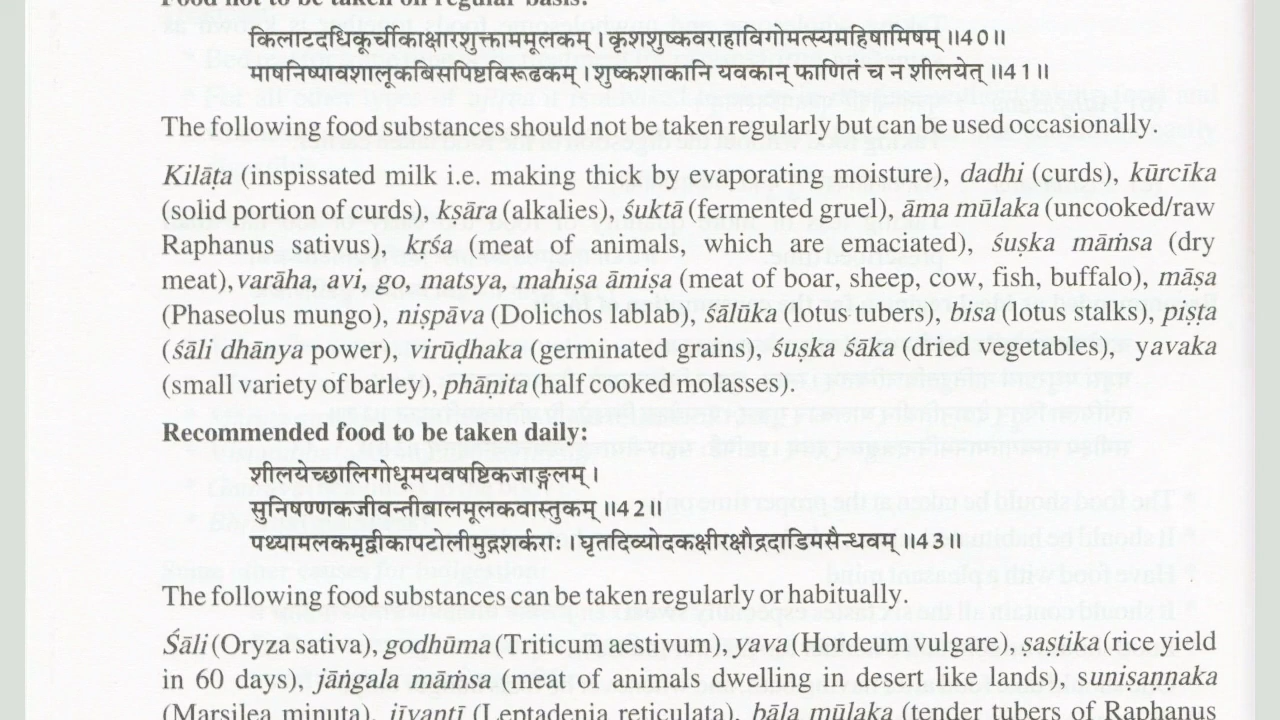 Food not to be taken on regular basis:
किलाटदधिकूर्चीकाक्षारशुक्ताममूलकम् । कृशशुष्कवराहाविगोमत्स्यमहिषामिषम् ॥40॥
माषनिष्पावशालूकबिसपिष्टविरूढकम् । शुष्कशाकानि यवकान् फाणितं च न शीलयेत् ॥41॥
The following food substances should not be taken regularly but can be used occasionally.
Kilāṭa (inspissated milk i.e. making thick by evaporating moisture), dadhi (curds), kūrcīka
(solid portion of curds), kṣāra (alkalies), śuktā (fermented gruel), āma mūlaka (uncooked/raw
Raphanus sativus), krśa (meat of animals, which are emaciated), śuṣka māṁsa (dry
meat), varāha, avi, go, matsya, mahiṣa āmiṣa (meat of boar, sheep, cow, fish, buffalo), māṣa
(Phaseolus mungo), niṣpāva (Dolichos lablab), śālūka (lotus tubers), bisa (lotus stalks), piṣṭa
(śāli dhānya power), virūḍhaka (germinated grains), śuṣka śāka (dried vegetables), yavaka
(small variety of barley), phāṇita (half cooked molasses).
Recommended food to be taken daily:
शीलयेच्छालिगोधूमयवषष्टिकजाङ्गलम् ।
सुनिषण्णकजीवन्तीबालमूलकवास्तुकम् ॥42॥
पथ्यामलकमृद्वीकापटोलीमुद्गशर्कराः । घृतदिव्योदकक्षीरक्षौद्रदाडिमसैन्धवम् ॥43॥
The following food substances can be taken regularly or habitually.
Śāli (Oryza sativa), godhūma (Triticum aestivum), yava (Hordeum vulgare), ṣaṣṭika (rice yield
in 60 days), jāṅgala māṁsa (meat of animals dwelling in desert like lands), suniṣaṇṇaka
(Marsilea minuta), jīvantī (Leptadenia reticulata), bāla mūlaka (tender tubers of Raphanus